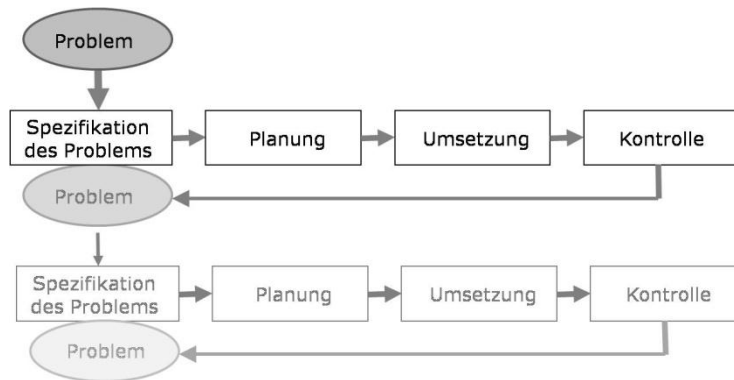 Problem
Spezifikation
des Problems
Planung
Umsetzung
Kontrolle
Problem
Spezifikation
des Problems
Planung
Umsetzung
Kontrolle
Problem